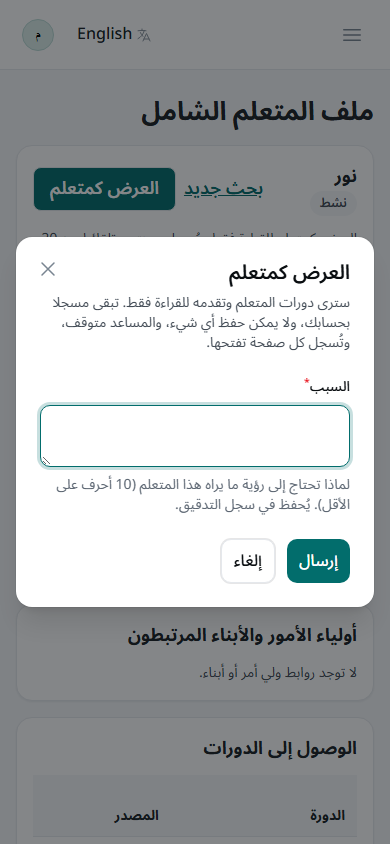 م
English
ملف المتعلم الشامل
نور
نشط
بحث جديد
العرض كمتعلم
العرض كمتعلم
سترى دورات المتعلم وتقدمه للقراءة فقط. تبقى مسجلا
بحسابك، ولا يمكن حفظ أي شيء، والمساعد متوقف،
وتُسجل كل صفحة تفتحها.
السبب*
لماذا تحتاج إلى رؤية ما يراه هذا المتعلم (10 أحرف على
الأقل). يُحفظ في سجل التدقيق.
إرسال
إلغاء
أولياء الأمور والأبناء المرتبطون
لا توجد روابط ولي أمر أو أبناء.
الوصول إلى الدورات
الدورة
المصدر